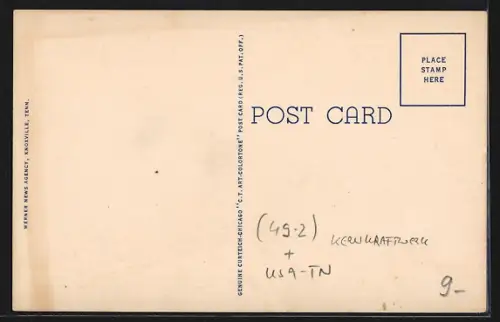 WERNER NEWS AGENCY, KNOXVILLE, TENN.
GENUINE CURTEICH-CHICAGO "C.T. ART-COLORTONE" POST CARD (REG. U.S. PAT. OFF.)
POST CARD
PLACE
STAMP
HERE
(49-2) KERNKRAFTWERK
+
USA-TN
9-